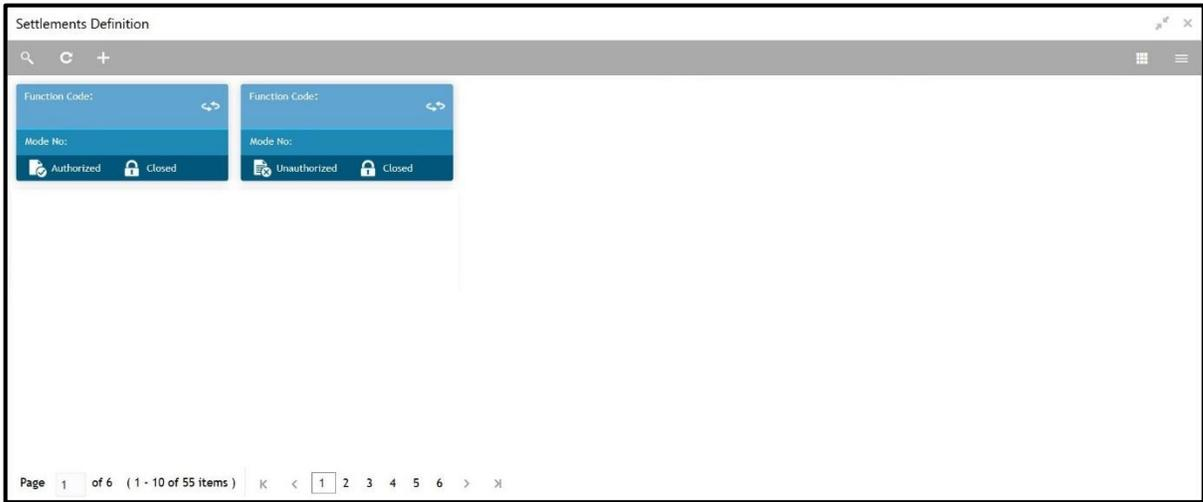 Settlements Definition
Function Code:
Mode No:
Authorized Closed
Function Code:
Mode No:
Unauthorized Closed
Page 1 of 6 ( 1 - 10 of 55 items ) 1 2 3 4 5 6